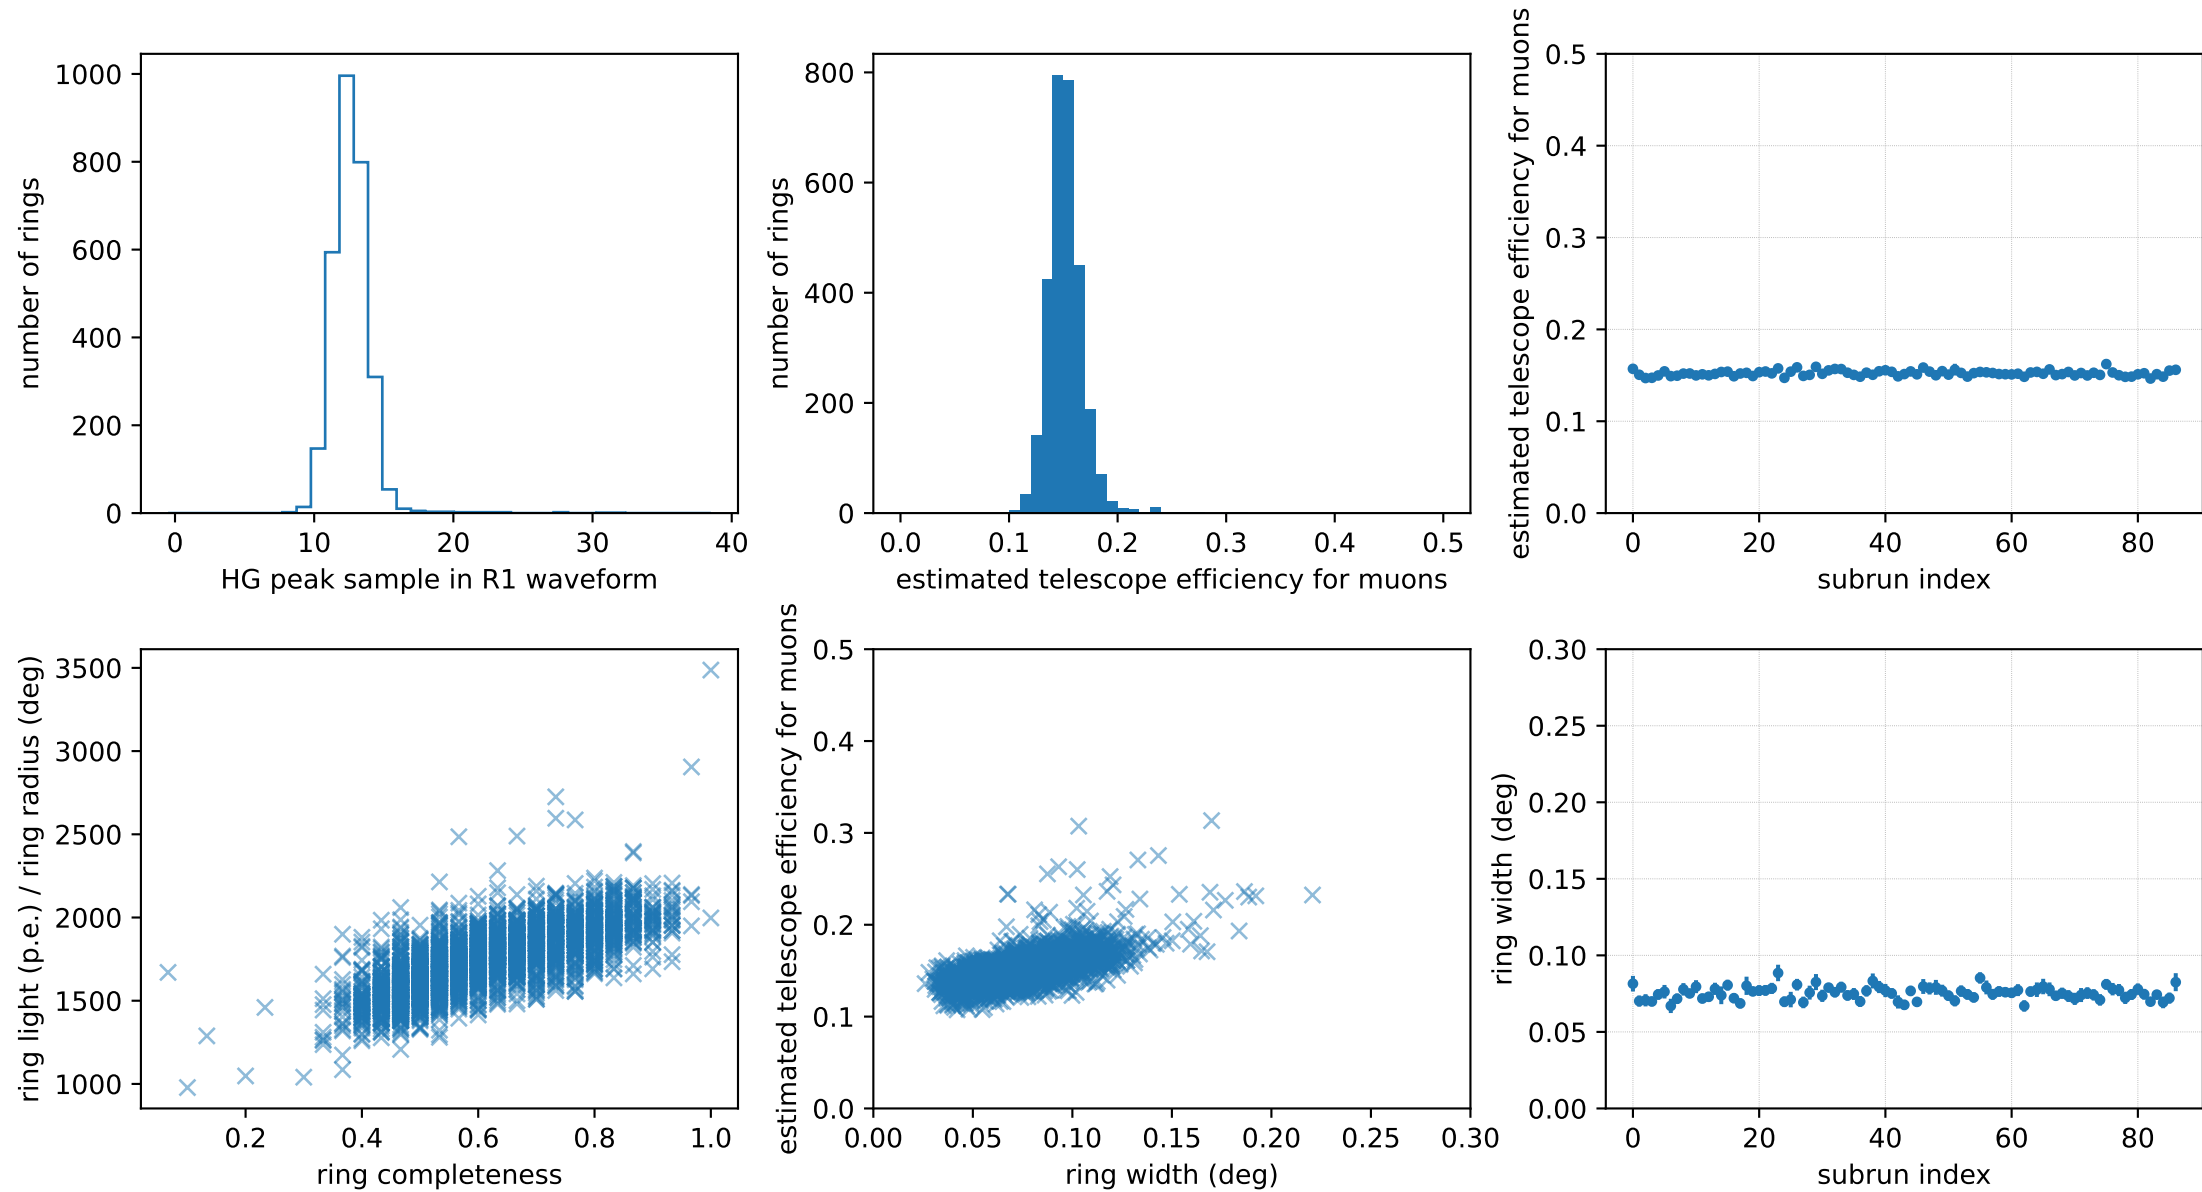 number of rings
1000
800
600
400
200
0
0 10 20 30 40
HG peak sample in R1 waveform
number of rings
800
600
400
200
0
0.0 0.1 0.2 0.3 0.4 0.5
estimated telescope efficiency for muons
estimated telescope efficiency for muons
0.5
0.4
0.3
0.2
0.1
0.0
0 20 40 60 80
subrun index
ring light (p.e.) / ring radius (deg)
3500
3000
2500
2000
1500
1000
0.2 0.4 0.6 0.8 1.0
ring completeness
estimated telescope efficiency for muons
0.5
0.4
0.3
0.2
0.1
0.0
0.00 0.05 0.10 0.15 0.20 0.25 0.30
ring width (deg)
ring width (deg)
0.30
0.25
0.20
0.15
0.10
0.05
0.00
0 20 40 60 80
subrun index